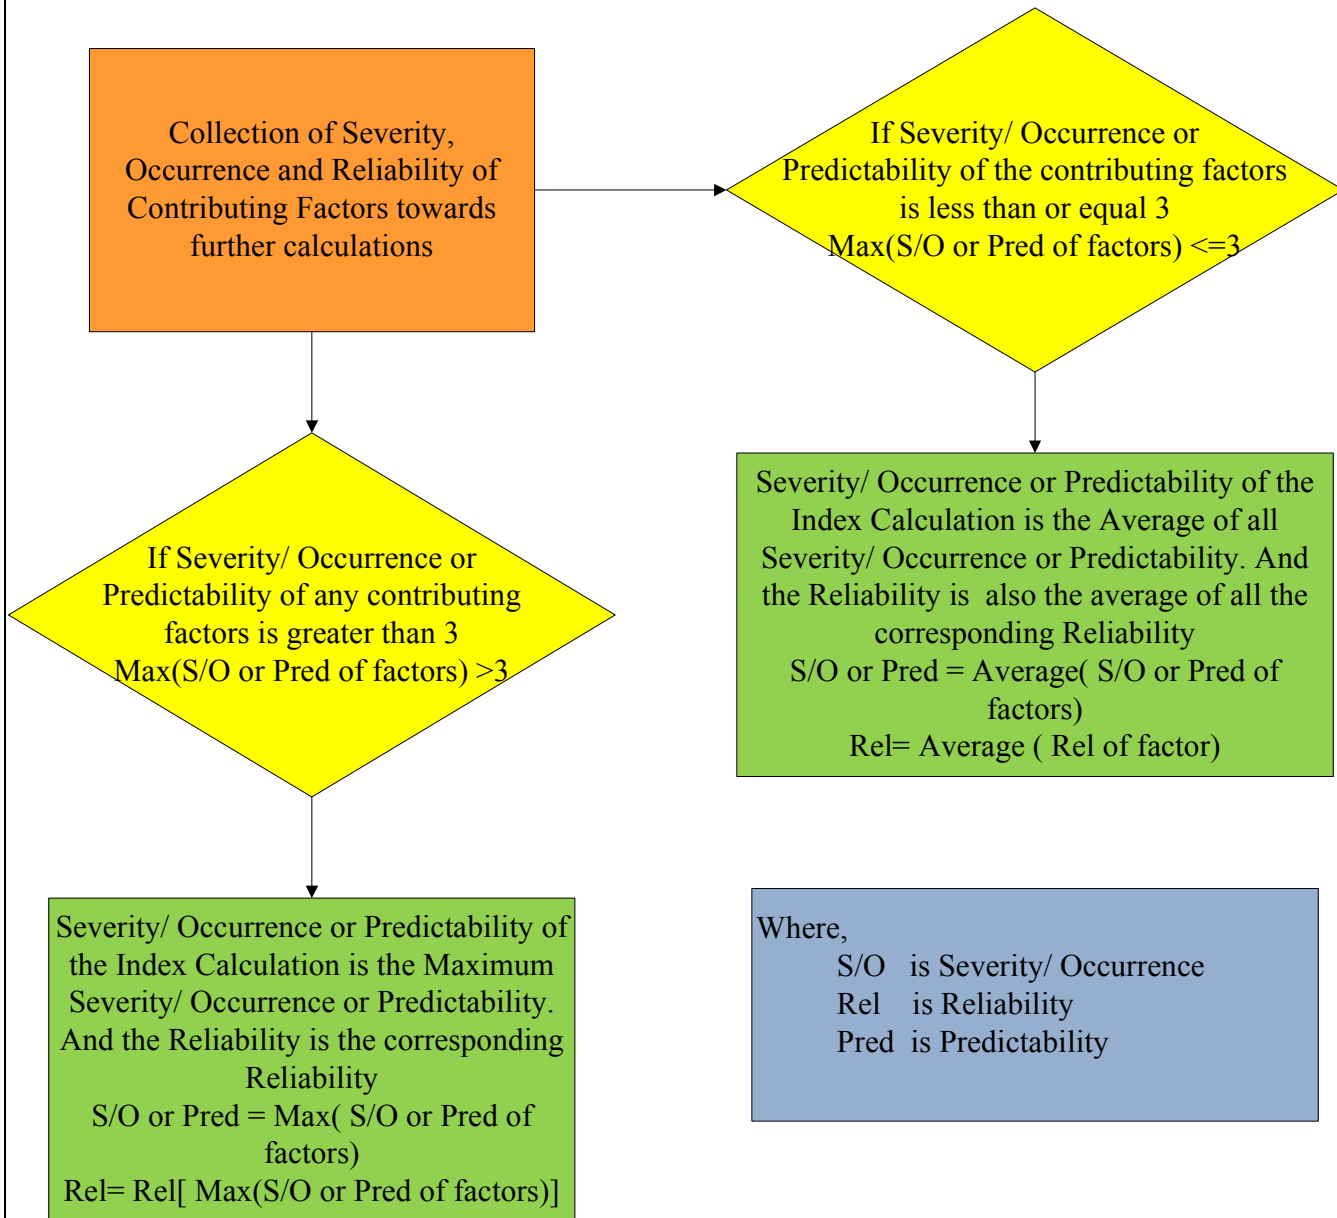 Collection of Severity,
Occurrence and Reliability of
Contributing Factors towards
further calculations
If Severity/ Occurrence or
Predictability of the contributing factors
is less than or equal 3
Max(S/O or Pred of factors) <=3
If Severity/ Occurrence or
Predictability of any contributing
factors is greater than 3
Max(S/O or Pred of factors) >3
Severity/ Occurrence or Predictability of the
Index Calculation is the Average of all
Severity/ Occurrence or Predictability. And
the Reliability is  also the average of all the
corresponding Reliability
S/O or Pred = Average( S/O or Pred of
factors)
Rel= Average ( Rel of factor)
Severity/ Occurrence or Predictability of
the Index Calculation is the Maximum
Severity/ Occurrence or Predictability.
And the Reliability is the corresponding
Reliability
S/O or Pred = Max( S/O or Pred of
factors)
Rel= Rel[ Max(S/O or Pred of factors)]
Where,
S/O   is Severity/ Occurrence
Rel    is Reliability
Pred  is Predictability